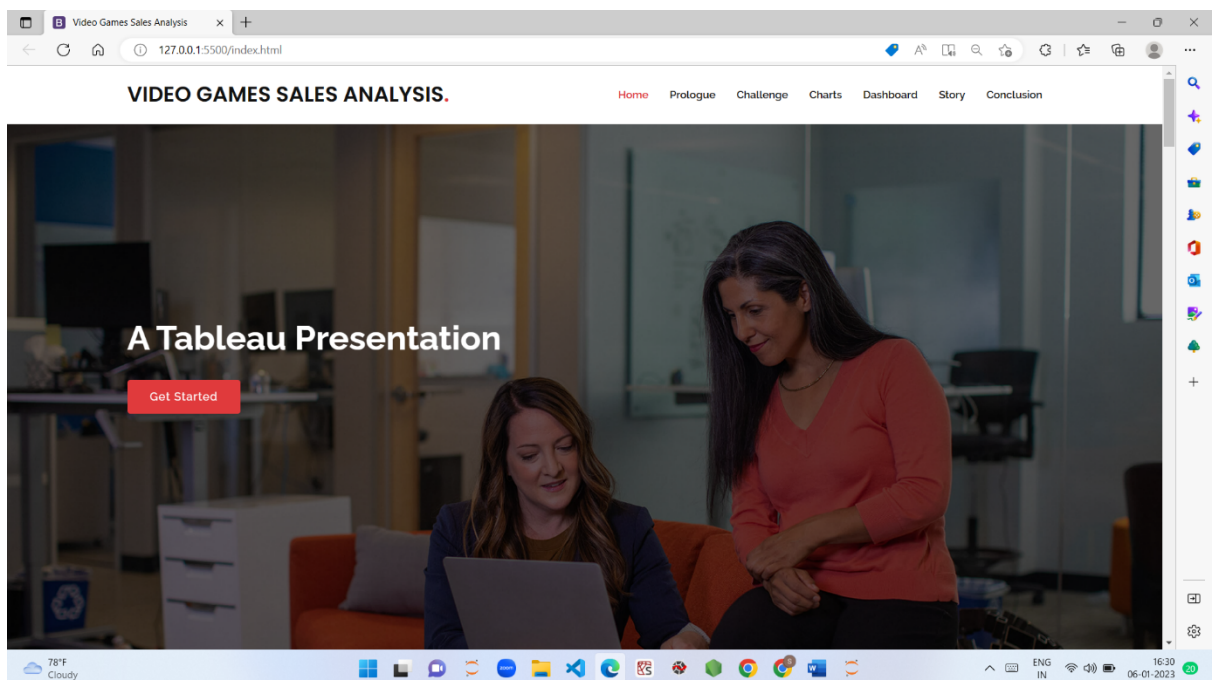 Video Games Sales Analysis
127.0.0.1:5500/index.html
VIDEO GAMES SALES ANALYSIS.
Home Prologue Challenge Charts Dashboard Story Conclusion
A Tableau Presentation
Get Started
78°F
Cloudy
zoom
ENG
IN
16:30
06-01-2023
20